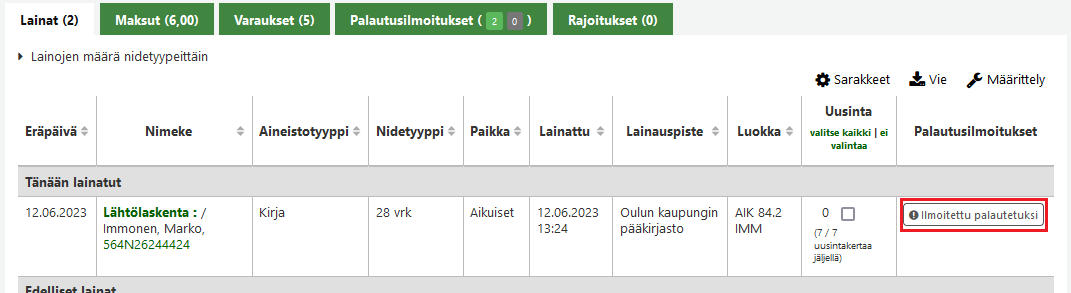 Lainat (2) Maksut (6,00) Varaukset (5) Palautusilmoitukset ( 2 0 ) Rajoitukset (0)
Lainojen määrä nidetyypeittäin
Sarakkeet Vie Määrittely
Eräpäivä Nimeke Aineistotyyppi Nidetyyppi Paikka Lainattu Lainauspiste Luokka Uusinta Palautusilmoitukset
valitse kaikki | ei
valintaa
Tänään lainatut
12.06.2023 Lähtölaskenta : / Kirja 28 vrk Aikuiset 12.06.2023 Oulun kaupungin AIK 84.2 0 Ilmoitettu palautetuksi
Immonen, Marko, 13:24 pääkirjasto IMM (7 / 7
564N26244424 uusintakertaa
jäljellä)
Edelliset lainat